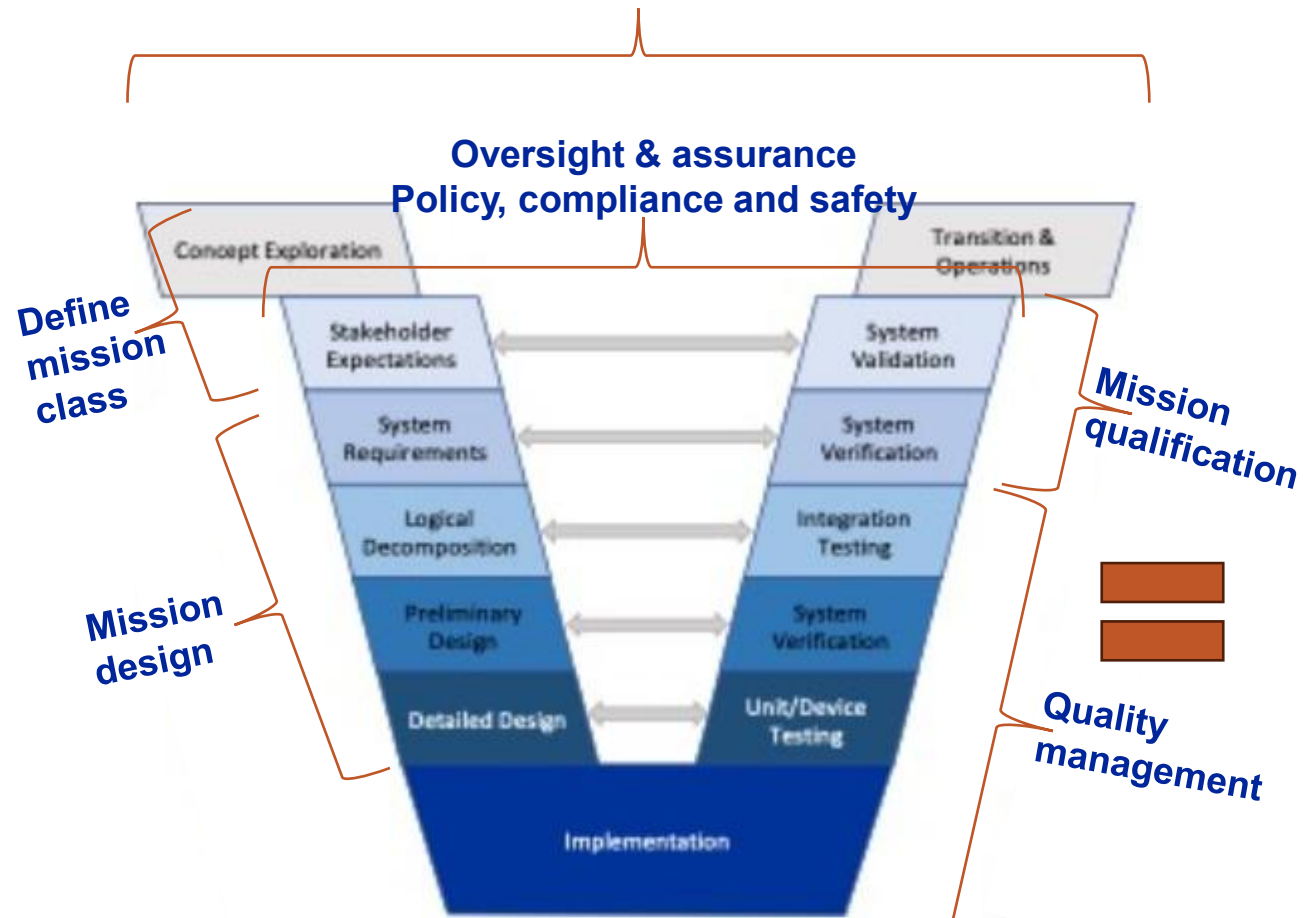 Oversight & assurance
Policy, compliance and safety
Concept Exploration
Transition &
Operations
Define
mission
class
Stakeholder
Expectations
System
Validation
Mission
qualification
System
Requirements
System
Verification
Logical
Decomposition
Integration
Testing
Mission
design
Preliminary
Design
System
Verification
Detailed Design
Unit/Device
Testing
Quality
management
Implementation